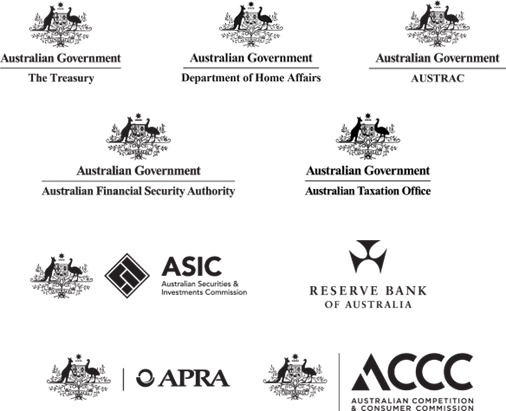 Australian Government
The Treasury
Australian Government
Department of Home Affairs
Australian Government
AUSTRAC
Australian Government
Australian Financial Security Authority
Australian Government
Australian Taxation Office
ASIC
Australian Securities &
Investments Commission
RESERVE BANK
OF AUSTRALIA
APRA
ACCC
AUSTRALIAN COMPETITION
& CONSUMER COMMISSION